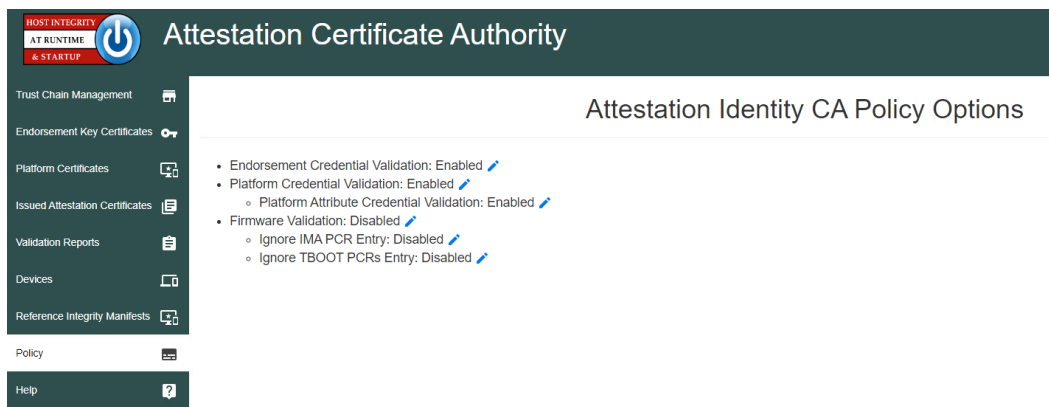 HOST INTEGRITY
AT RUNTIME
& STARTUP
Attestation Certificate Authority
Trust Chain Management
Endorsement Key Certificates
Platform Certificates
Issued Attestation Certificates
Validation Reports
Devices
Reference Integrity Manifests
Policy
Help
Attestation Identity CA Policy Options
• Endorsement Credential Validation: Enabled
• Platform Credential Validation: Enabled
◦ Platform Attribute Credential Validation: Enabled
• Firmware Validation: Disabled
◦ Ignore IMA PCR Entry: Disabled
◦ Ignore TBOOT PCRs Entry: Disabled